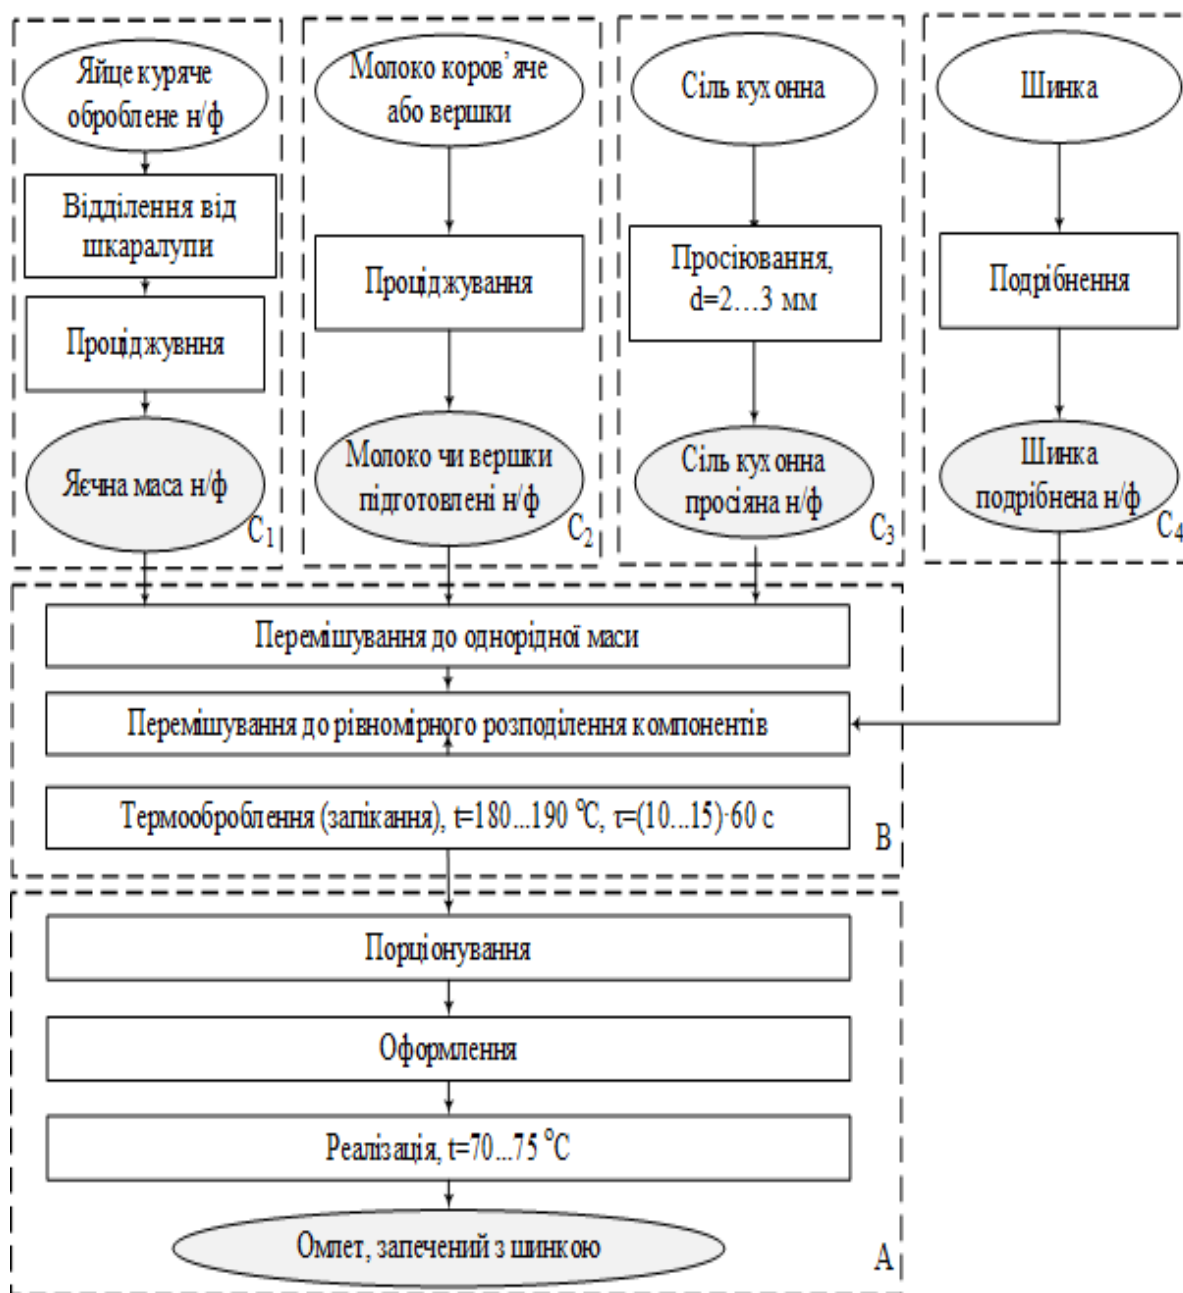 Яйце куряче
оброблене н/ф
Відділення від
шкаралупи
Проціджувння
Яєчна маса н/ф
C1
Молоко коров’яче
або вершки
Проціджування
Молоко чи вершки
підготовлені н/ф
C2
Сіль кухонна
Просіювання,
d=2…3 мм
Сіль кухонна
просіяна н/ф
C3
Шинка
Подрібнення
Шинка
подрібнена н/ф
C4
Перемішування до однорідної маси
Перемішування до рівномірного розподілення компонентів
Термооброблення (запікання), t=180...190 °C, τ=(10...15)·60 с
B
Порціонування
Оформлення
Реалізація, t=70...75 °C
Омлет, запечений з шинкою
A